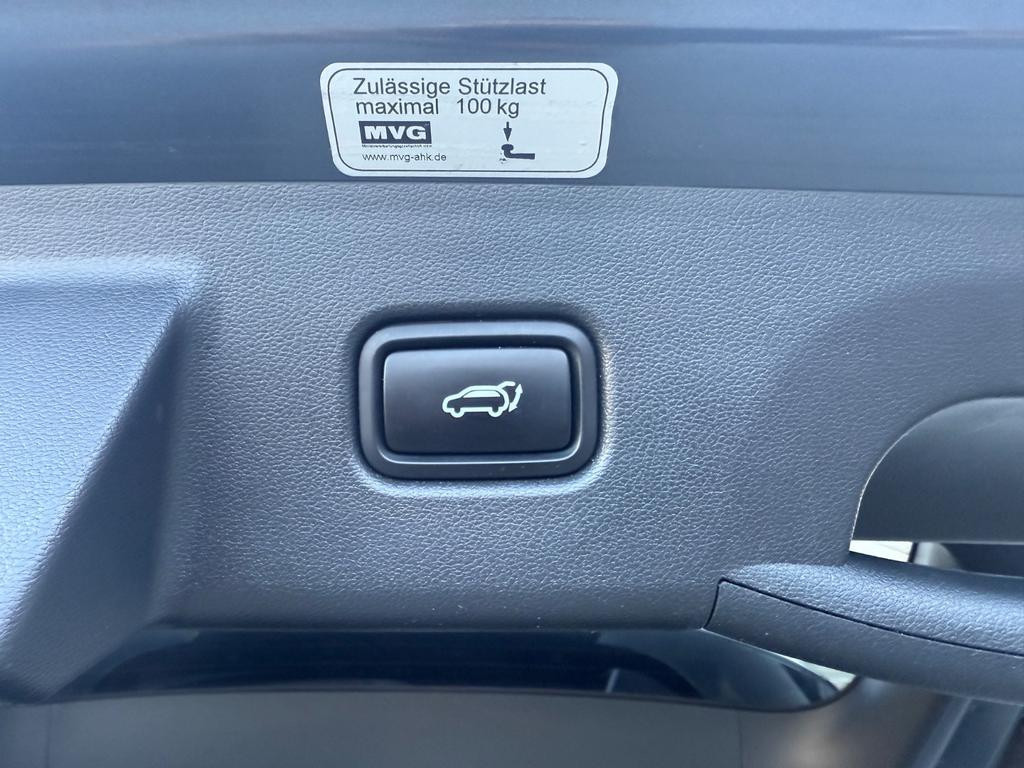 Zulässige Stützlast
maximal 100 kg
MVG
www.mvg-ahk.de